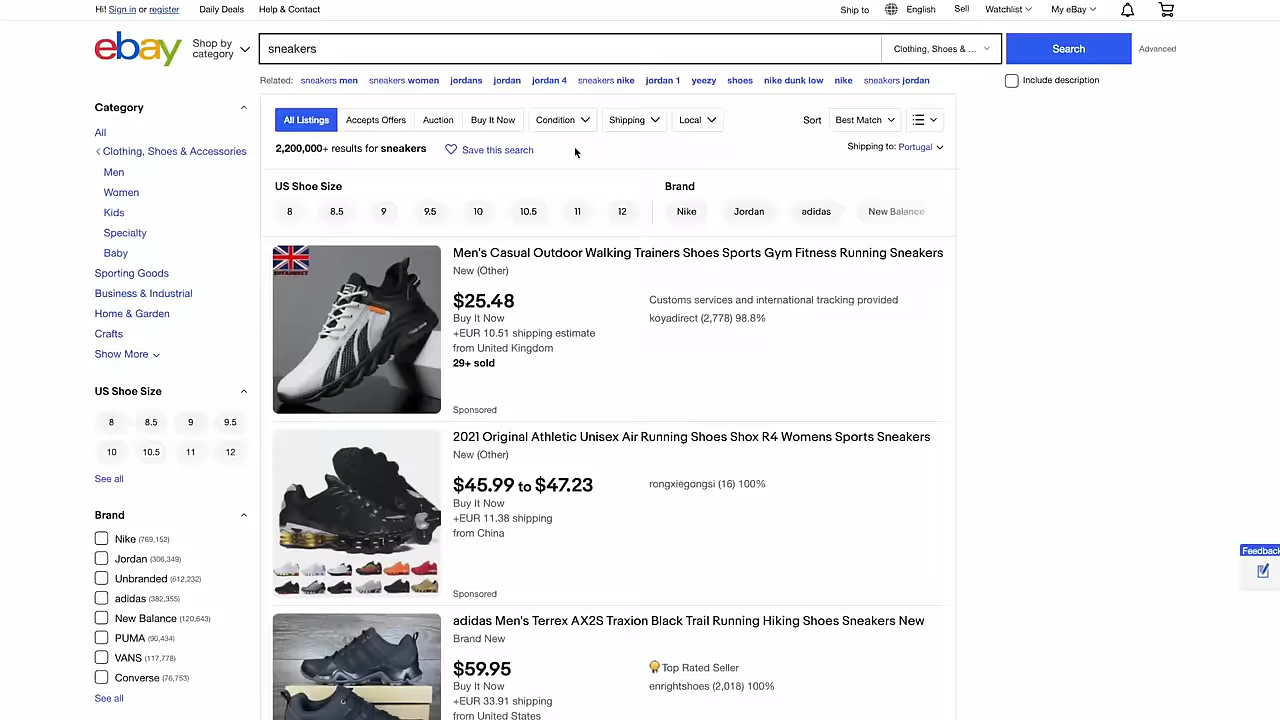 Hi! Sign in or register Daily Deals Help & Contact Ship to English Sell Watchlist My eBay
ebay Shop by category sneakers Clothing, Shoes & ... Search Advanced
Related: sneakers men sneakers women jordans jordan jordan 4 sneakers nike jordan 1 yeezy shoes nike dunk low nike sneakers jordan Include description
Category
All
Clothing, Shoes & Accessories
Men
Women
Kids
Specialty
Baby
Sporting Goods
Business & Industrial
Home & Garden
Crafts
Show More
US Shoe Size
8 8.5 9 9.5
10 10.5 11 12
See all
Brand
Nike (769,152)
Jordan (306,349)
Unbranded (612,232)
adidas (382,355)
New Balance (120,643)
PUMA (90,434)
VANS (117,778)
Converse (76,753)
See all
All Listings Accepts Offers Auction Buy It Now Condition Shipping Local Sort Best Match
2,200,000+ results for sneakers Save this search Shipping to: Portugal
US Shoe Size Brand
8 8.5 9 9.5 10 10.5 11 12 Nike Jordan adidas New Balance
Men's Casual Outdoor Walking Trainers Shoes Sports Gym Fitness Running Sneakers
New (Other)
$25.48 Customs services and international tracking provided
Buy It Now koyadirect (2,778) 98.8%
+EUR 10.51 shipping estimate
from United Kingdom
29+ sold
Sponsored
2021 Original Athletic Unisex Air Running Shoes Shox R4 Womens Sports Sneakers
New (Other)
$45.99 to $47.23 rongxiegongsi (16) 100%
Buy It Now
+EUR 11.38 shipping
from China
Sponsored
adidas Men's Terrex AX2S Traxion Black Trail Running Hiking Shoes Sneakers New
Brand New
$59.95 Top Rated Seller
Buy It Now enrightshoes (2,018) 100%
+EUR 33.91 shipping
from United States
Feedback